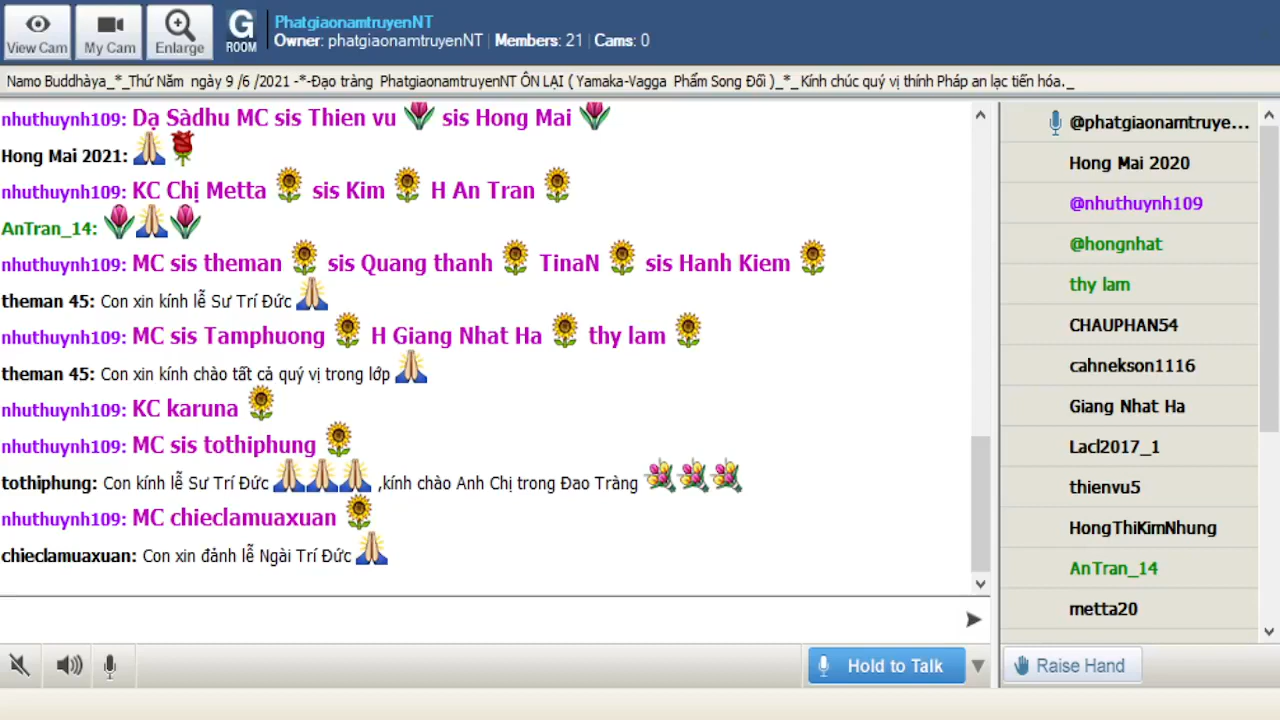 View Cam
My Cam
Enlarge
G
ROOM
PhatgiaonamtruyenNT
Owner: phatgiaonamtruyenNT | Members: 21 | Cams: 0
Namo Buddhàya_*_Thứ Năm ngày 9 /6 /2021 -*-Đạo tràng PhatgiaonamtruyenNT ÔN LẠI ( Yamaka-Vagga Phẩm Song Đối )_*_Kính chúc quý vị thính Pháp an lạc tiến hóa._
nhuthuynh109: Dạ Sàdhu MC sis Thien vu sis Hong Mai
Hong Mai 2021:
nhuthuynh109: KC Chị Metta sis Kim H An Tran
AnTran_14:
nhuthuynh109: MC sis theman sis Quang thanh TinaN sis Hanh Kiem
theman 45: Con xin kính lễ Sư Trí Đức
nhuthuynh109: MC sis Tamphuong H Giang Nhat Ha thy lam
theman 45: Con xin kính chào tất cả quý vị trong lớp
nhuthuynh109: KC karuna
nhuthuynh109: MC sis tothiphung
tothiphung: Con kính lễ Sư Trí Đức ,kính chào Anh Chị trong Đao Tràng
nhuthuynh109: MC chieclamuaxuan
chieclamuaxuan: Con xin đảnh lễ Ngài Trí Đức
@phatgiaonamtruye...
Hong Mai 2020
@nhuthuynh109
@hongnhat
thy lam
CHAUPHAN54
cahnekson1116
Giang Nhat Ha
Lacl2017_1
thienvu5
HongThiKimNhung
AnTran_14
metta20
Hold to Talk
Raise Hand